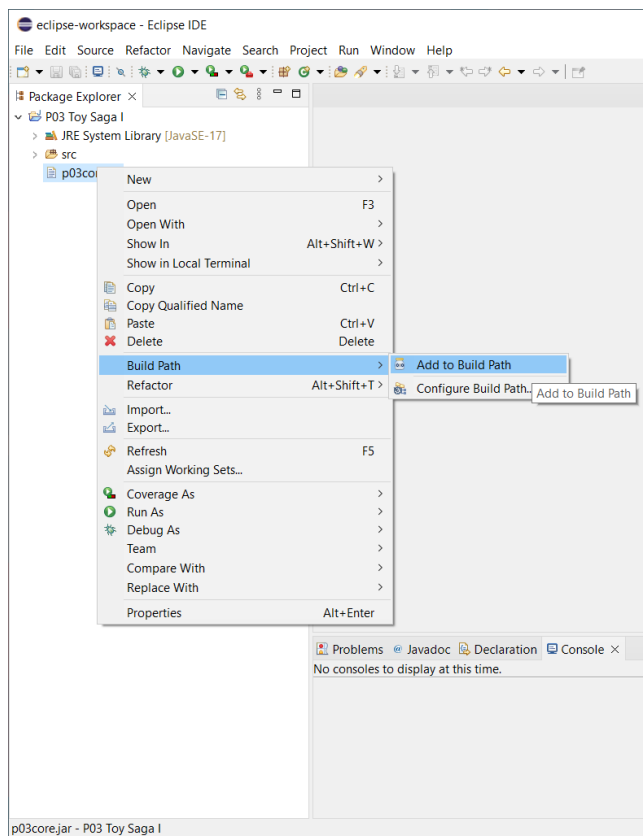 eclipse-workspace - Eclipse IDE
File Edit Source Refactor Navigate Search Project Run Window Help
Package Explorer
P03 Toy Saga I
JRE System Library [JavaSE-17]
src
p03co
New
Open F3
Open With
Show In Alt+Shift+W
Show in Local Terminal
Copy Ctrl+C
Copy Qualified Name
Paste Ctrl+V
Delete Delete
Build Path
Add to Build Path
Refactor Alt+Shift+T
Configure Build Path..
Add to Build Path
Import...
Export...
Refresh F5
Assign Working Sets...
Coverage As
Run As
Debug As
Team
Compare With
Replace With
Properties Alt+Enter
Problems @ Javadoc Declaration Console
No consoles to display at this time.
p03core.jar - P03 Toy Saga I